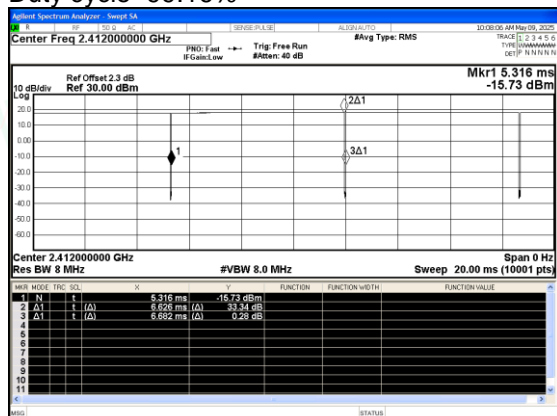 Agilent Spectrum Analyzer - Swept SA
R RF 50 Ω AC SENSE:PULSE ALIGN AUTO 10:08:06 AM May 09, 2025
Center Freq 2.412000000 GHz #Avg Type: RMS TRACE 1 2 3 4 5 6
PNO: Fast Trig: Free Run TYPE
IFGain:Low #Atten: 40 dB DET P N N N N N
Mkr1 5.316 ms
Ref Offset 2.3 dB
10 dB/div Ref 30.00 dBm -15.73 dBm
Log
20.0
10.0
0.00
-10.0
-20.0
-30.0
-40.0
-50.0
-60.0
2Δ1
1
3Δ1
Center 2.412000000 GHz Span 0 Hz
Res BW 8 MHz #VBW 8.0 MHz Sweep 20.00 ms (10001 pts)
MKR MODE TRC SCL X Y FUNCTION FUNCTION WIDTH FUNCTION VALUE
1 N t 5.316 ms -15.73 dBm
2 Δ1 t (Δ) 6.626 ms (Δ) 33.34 dB
3 Δ1 t (Δ) 6.682 ms (Δ) 0.28 dB
4
5
6
7
8
9
10
11
MSG STATUS